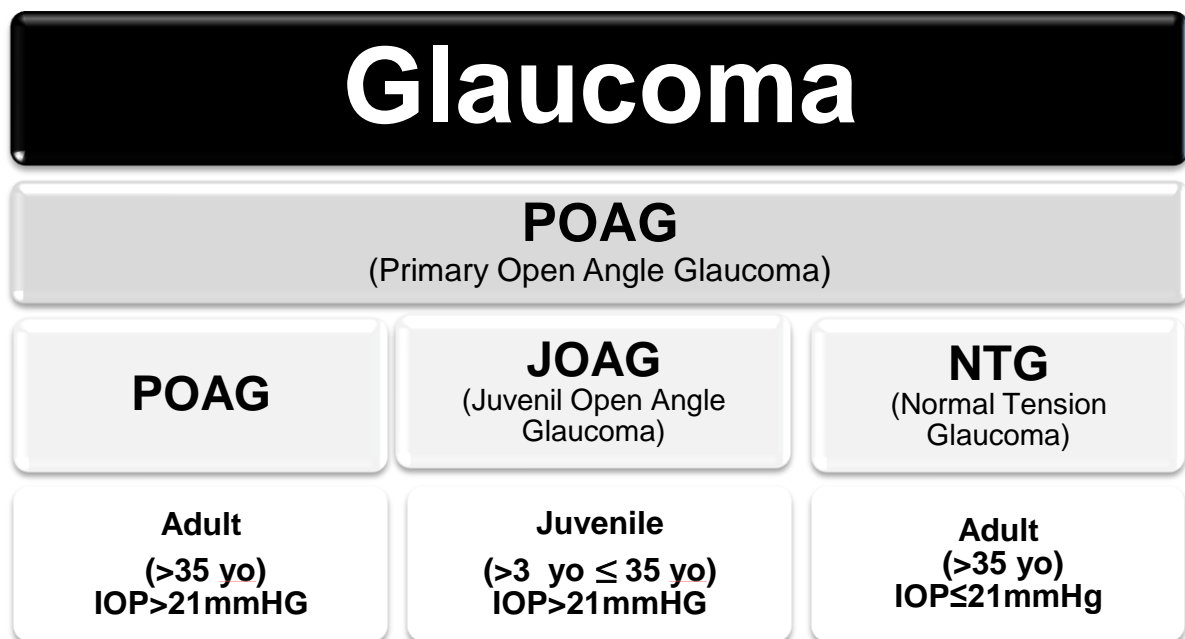 Glaucoma
POAG
(Primary Open Angle Glaucoma)
POAG
JOAG
(Juvenil Open Angle
Glaucoma)
NTG
(Normal Tension
Glaucoma)
Adult
(>35 yo)
IOP>21mmHG
Juvenile
(>3 yo ≤ 35 yo)
IOP>21mmHG
Adult
(>35 yo)
IOP≤21mmHg